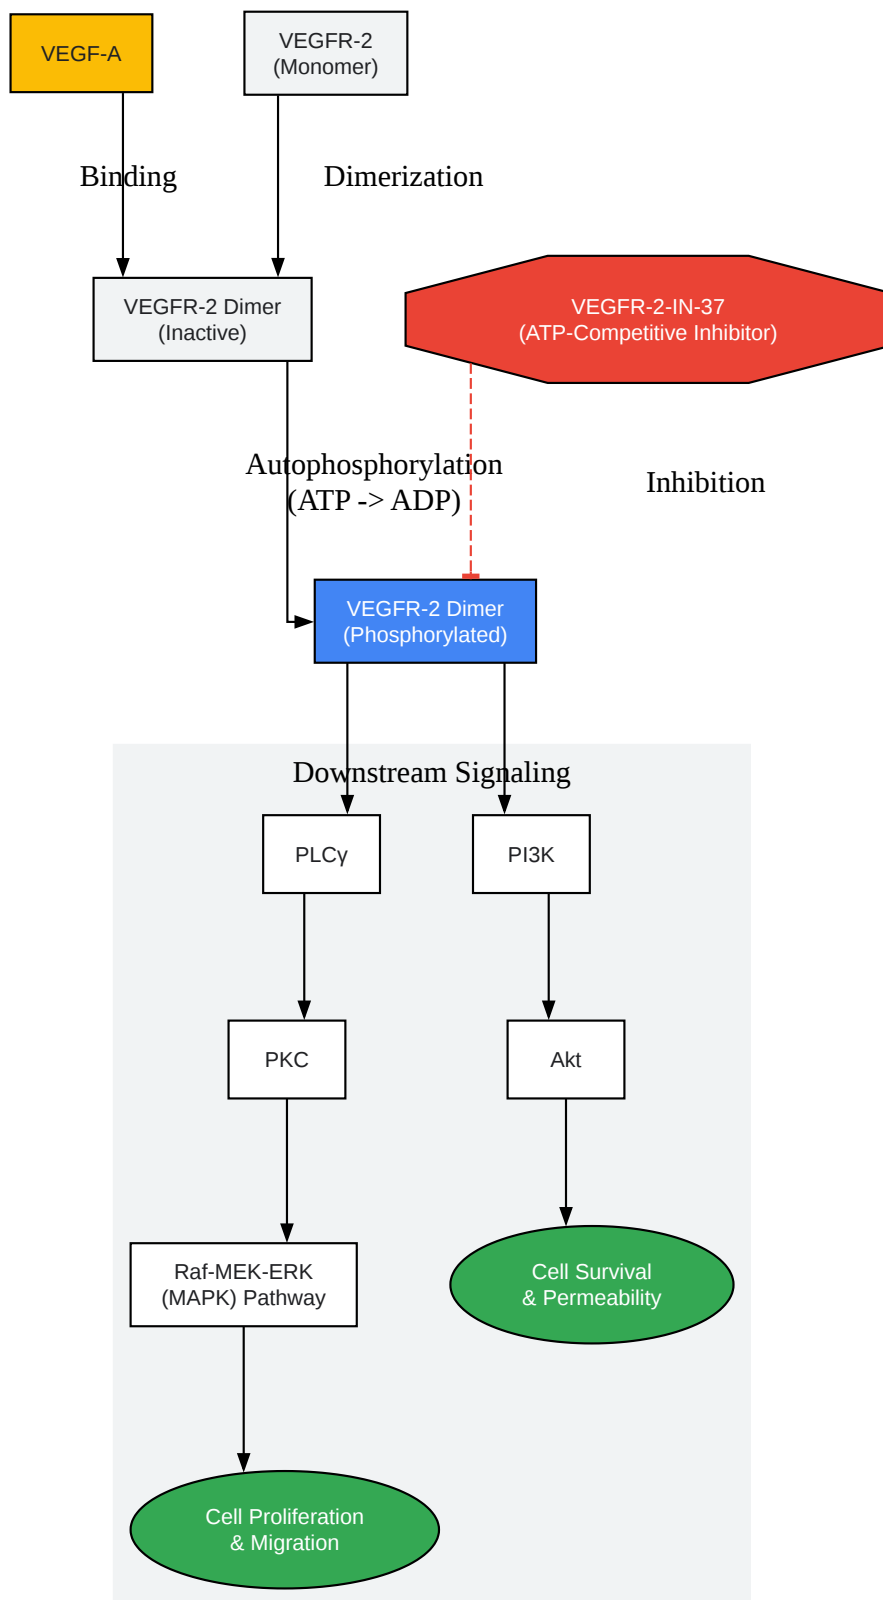 VEGF-A
VEGFR-2
(Monomer)
Binding
Dimerization
VEGFR-2 Dimer
(Inactive)
VEGFR-2-IN-37
(ATP-Competitive Inhibitor)
Autophosphorylation
(ATP -> ADP)
Inhibition
VEGFR-2 Dimer
(Phosphorylated)
Downstream Signaling
PLCγ
PI3K
PKC
Akt
Raf-MEK-ERK
(MAPK) Pathway
Cell Survival
& Permeability
Cell Proliferation
& Migration